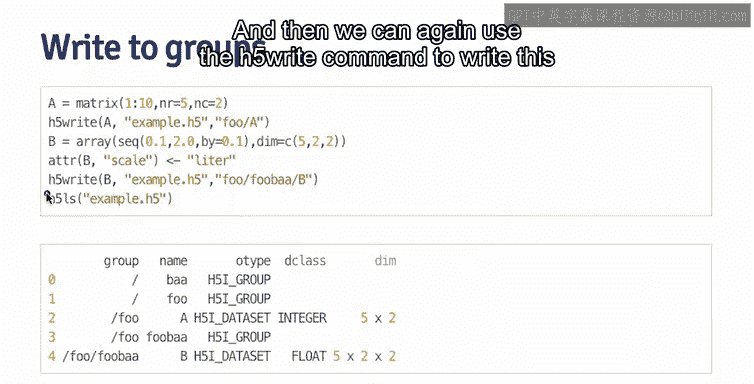 And then we can again use
Write to groups
the h5write command to write this
A = matrix(1:10,nr=5,nc=2)
h5write(A, "example.h5","foo/A")
B = array(seq(0.1,2.0,by=0.1),dim=c(5,2,2))
attr(B, "scale") <- "liter"
h5write(B, "example.h5","foo/foobaa/B")
h5ls("example.h5")
group name otype dclass dim
0 / baa H5I_GROUP
1 / foo H5I_GROUP
2 /foo A H5I_DATASET INTEGER 5 x 2
3 /foo foobaa H5I_GROUP
4 /foo/foobaa B H5I_DATASET FLOAT 5 x 2 x 2